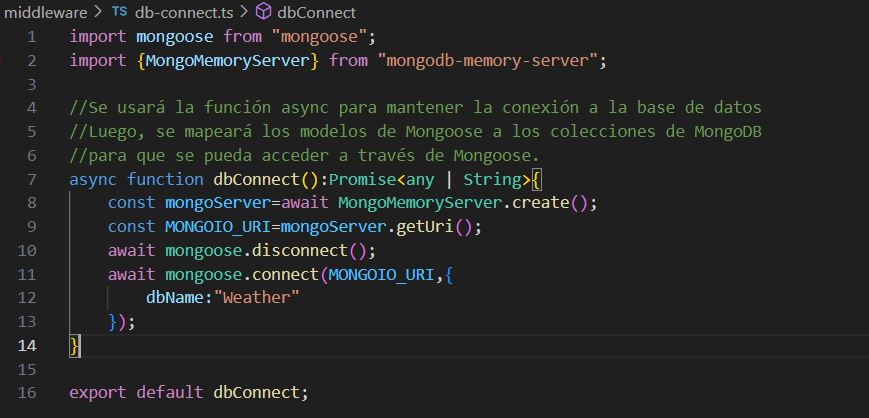 middleware > TS db-connect.ts > dbConnect
1 import mongoose from "mongoose";
2 import {MongoMemoryServer} from "mongodb-memory-server";
3
4 //Se usará la función async para mantener la conexión a la base de datos
5 //Luego, se mapeará los modelos de Mongoose a los colecciones de MongoDB
6 //para que se pueda acceder a través de Mongoose.
7 async function dbConnect():Promise<any | String>{
8 const mongoServer=await MongoMemoryServer.create();
9 const MONGOIO_URI=mongoServer.getUri();
10 await mongoose.disconnect();
11 await mongoose.connect(MONGOIO_URI,{
12 dbName:"Weather"
13 });
14 }
15
16 export default dbConnect;